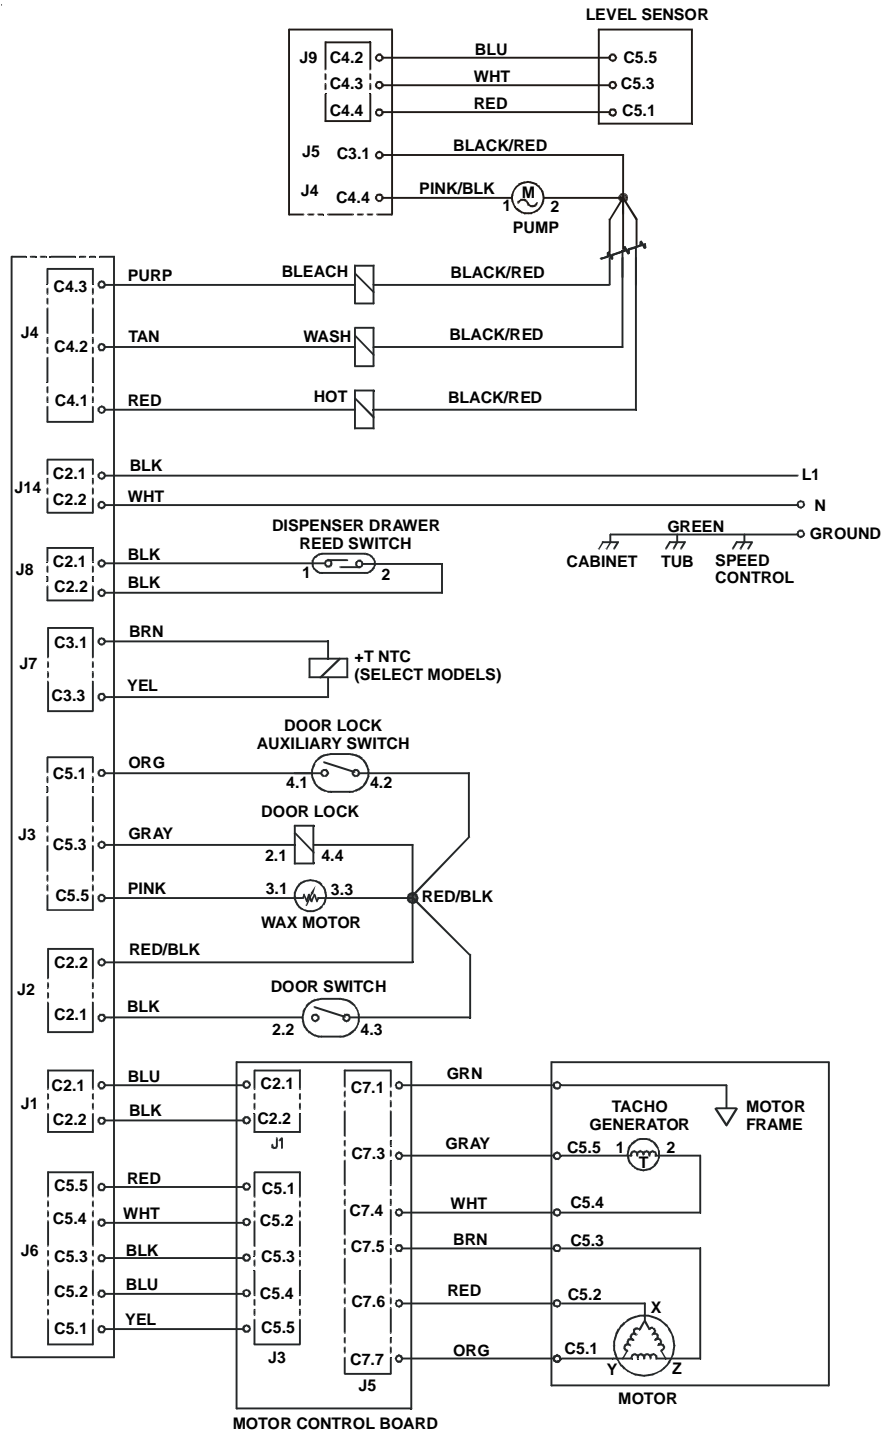 LEVEL SENSOR
J9 C4.2 BLU C5.5
C4.3 WHT C5.3
C4.4 RED C5.1
J5 C3.1 BLACK/RED
J4 C4.4 PINK/BLK 1 M 2
PUMP
C4.3 PURP BLEACH BLACK/RED
J4
C4.2 TAN WASH BLACK/RED
C4.1 RED HOT BLACK/RED
J14
C2.1 BLK L1
C2.2 WHT N
GREEN GROUND
CABINET TUB SPEED
CONTROL
DISPENSER DRAWER
REED SWITCH
J8
C2.1 BLK 1 2
C2.2 BLK
C3.1 BRN
J7
+T NTC
(SELECT MODELS)
C3.3 YEL
DOOR LOCK
AUXILIARY SWITCH
C5.1 ORG 4.1 4.2
DOOR LOCK
J3
C5.3 GRAY 2.1 4.4
C5.5 PINK 3.1 3.3 RED/BLK
WAX MOTOR
C2.2 RED/BLK
J2
DOOR SWITCH
C2.1 BLK 2.2 4.3
J1
C2.1 BLU C2.1
C2.2 BLK C2.2
J1
C7.1 GRN
MOTOR
FRAME
TACHO
GENERATOR
C7.3 GRAY C5.5 1 T 2
C7.4 WHT C5.4
C7.5 BRN C5.3
C7.6 RED C5.2 X
C7.7 ORG C5.1 Y Z
J5
MOTOR
J6
C5.5 RED C5.1
C5.4 WHT C5.2
C5.3 BLK C5.3
C5.2 BLU C5.4
C5.1 YEL C5.5
J3
MOTOR CONTROL BOARD